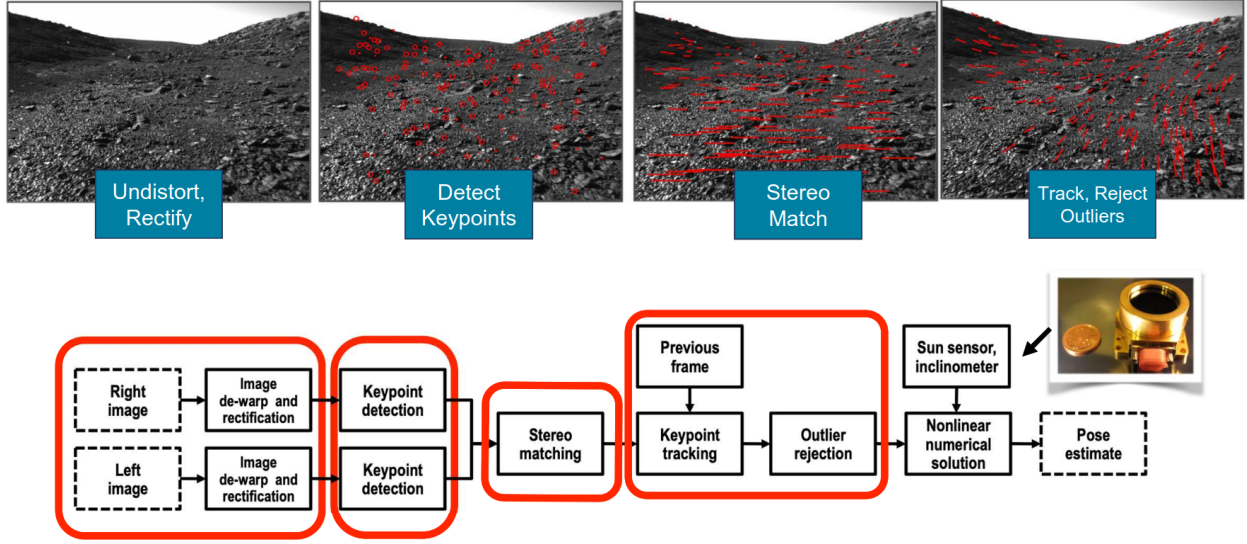 Undistort,
Rectify
Detect
Keypoints
Stereo
Match
Track, Reject
Outliers
Right
image
Image
de-warp and
rectification
Keypoint
detection
Left
image
Image
de-warp and
rectification
Keypoint
detection
Stereo
matching
Previous
frame
Keypoint
tracking
Outlier
rejection
Sun sensor,
inclinometer
Nonlinear
numerical
solution
Pose
estimate